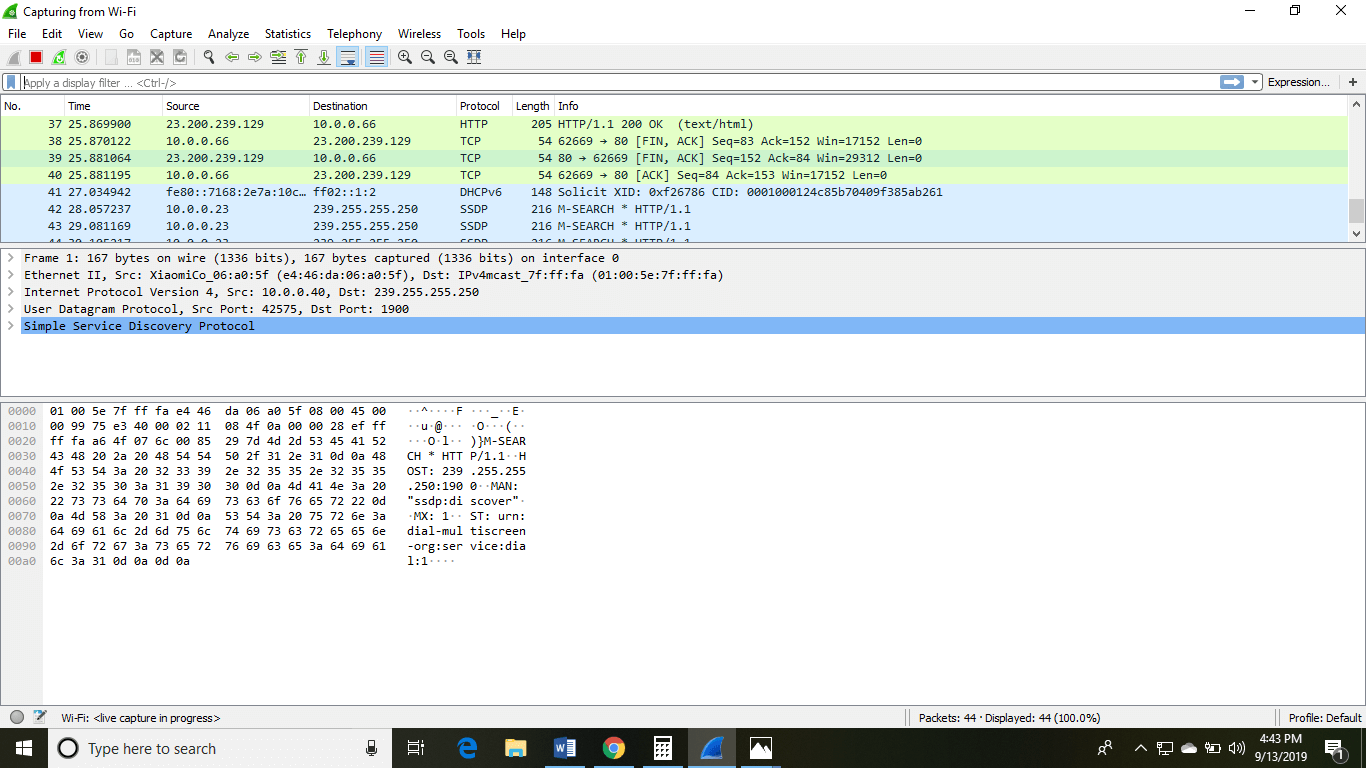 Capturing from Wi-Fi
File Edit View Go Capture Analyze Statistics Telephony Wireless Tools Help
Apply a display filter ... <Ctrl-/> Expression... +
No. Time Source Destination Protocol Length Info
37 25.869900 23.200.239.129 10.0.0.66 HTTP 205 HTTP/1.1 200 OK (text/html)
38 25.870122 10.0.0.66 23.200.239.129 TCP 54 62669 → 80 [FIN, ACK] Seq=83 Ack=152 Win=17152 Len=0
39 25.881064 23.200.239.129 10.0.0.66 TCP 54 80 → 62669 [FIN, ACK] Seq=152 Ack=84 Win=29312 Len=0
40 25.881195 10.0.0.66 23.200.239.129 TCP 54 62669 → 80 [ACK] Seq=84 Ack=153 Win=17152 Len=0
41 27.034942 fe80::7168:2e7a:10c… ff02::1:2 DHCPv6 148 Solicit XID: 0xf26786 CID: 0001000124c85b70409f385ab261
42 28.057237 10.0.0.23 239.255.255.250 SSDP 216 M-SEARCH * HTTP/1.1
43 29.081169 10.0.0.23 239.255.255.250 SSDP 216 M-SEARCH * HTTP/1.1
44 30.105217 10.0.0.23 239.255.255.250 SSDP 216 M-SEARCH * HTTP/1.1
Frame 1: 167 bytes on wire (1336 bits), 167 bytes captured (1336 bits) on interface 0
Ethernet II, Src: XiaomiCo_06:a0:5f (e4:46:da:06:a0:5f), Dst: IPv4mcast_7f:ff:fa (01:00:5e:7f:ff:fa)
Internet Protocol Version 4, Src: 10.0.0.40, Dst: 239.255.255.250
User Datagram Protocol, Src Port: 42575, Dst Port: 1900
Simple Service Discovery Protocol
0000 01 00 5e 7f ff fa e4 46 da 06 a0 5f 08 00 45 00 ··^····F ···_··E·
0010 00 99 75 e3 40 00 02 11 08 4f 0a 00 00 28 ef ff ··u·@··· ·O···(··
0020 ff fa a6 4f 07 6c 00 85 29 7d 4d 2d 53 45 41 52 ···O·l·· )}M-SEAR
0030 43 48 20 2a 20 48 54 54 50 2f 31 2e 31 0d 0a 48 CH * HTT P/1.1··H
0040 4f 53 54 3a 20 32 33 39 2e 32 35 35 2e 32 35 35 OST: 239 .255.255
0050 2e 32 35 30 3a 31 39 30 30 0d 0a 4d 41 4e 3a 20 .250:190 0··MAN:
0060 22 73 73 64 70 3a 64 69 73 63 6f 76 65 72 22 0d "ssdp:di scover"·
0070 0a 4d 58 3a 20 31 0d 0a 53 54 3a 20 75 72 6e 3a ·MX: 1·· ST: urn:
0080 64 69 61 6c 2d 6d 75 6c 74 69 73 63 72 65 65 6e dial-mul tiscreen
0090 2d 6f 72 67 3a 73 65 72 76 69 63 65 3a 64 69 61 -org:ser vice:dia
00a0 6c 3a 31 0d 0a 0d 0a l:1····
Wi-Fi: <live capture in progress> Packets: 44 · Displayed: 44 (100.0%) Profile: Default
Type here to search
4:43 PM
9/13/2019
1